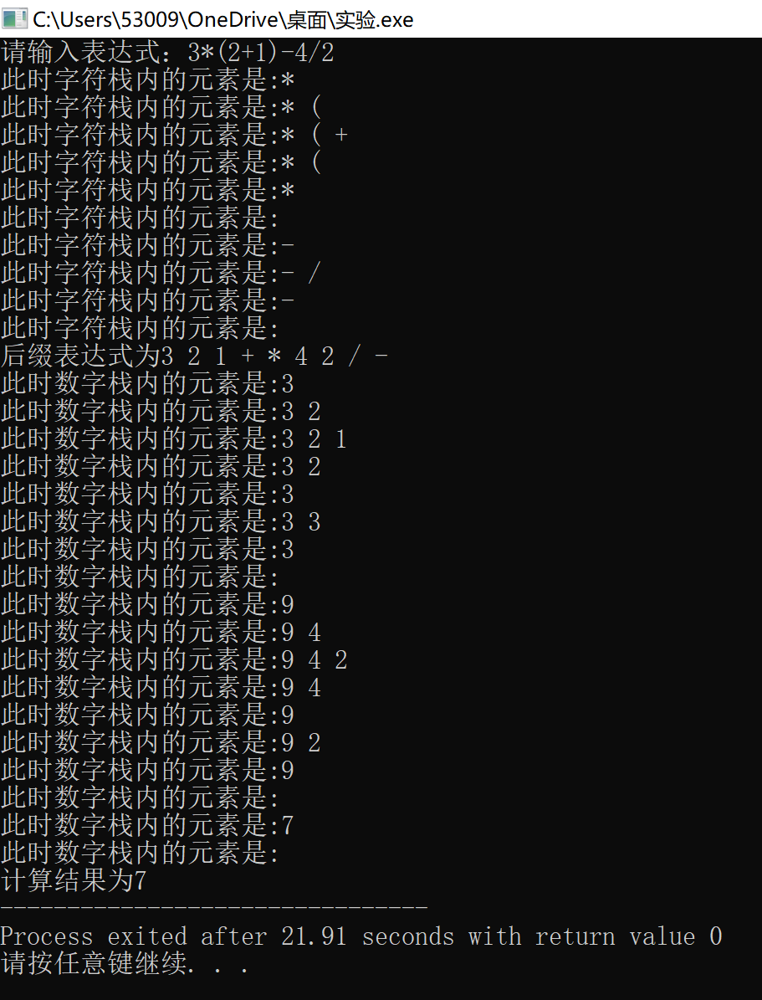 C:\Users\53009\OneDrive\桌面\实验.exe
请输入表达式：3*(2+1)-4/2
此时字符栈内的元素是:*
此时字符栈内的元素是:* (
此时字符栈内的元素是:* ( +
此时字符栈内的元素是:* (
此时字符栈内的元素是:*
此时字符栈内的元素是:
此时字符栈内的元素是:-
此时字符栈内的元素是:- /
此时字符栈内的元素是:-
此时字符栈内的元素是:
后缀表达式为3 2 1 + * 4 2 / -
此时数字栈内的元素是:3
此时数字栈内的元素是:3 2
此时数字栈内的元素是:3 2 1
此时数字栈内的元素是:3 2
此时数字栈内的元素是:3
此时数字栈内的元素是:3 3
此时数字栈内的元素是:3
此时数字栈内的元素是:
此时数字栈内的元素是:9
此时数字栈内的元素是:9 4
此时数字栈内的元素是:9 4 2
此时数字栈内的元素是:9 4
此时数字栈内的元素是:9
此时数字栈内的元素是:9 2
此时数字栈内的元素是:9
此时数字栈内的元素是:
此时数字栈内的元素是:7
此时数字栈内的元素是:
计算结果为7
--------------------------------
Process exited after 21.91 seconds with return value 0
请按任意键继续. . .